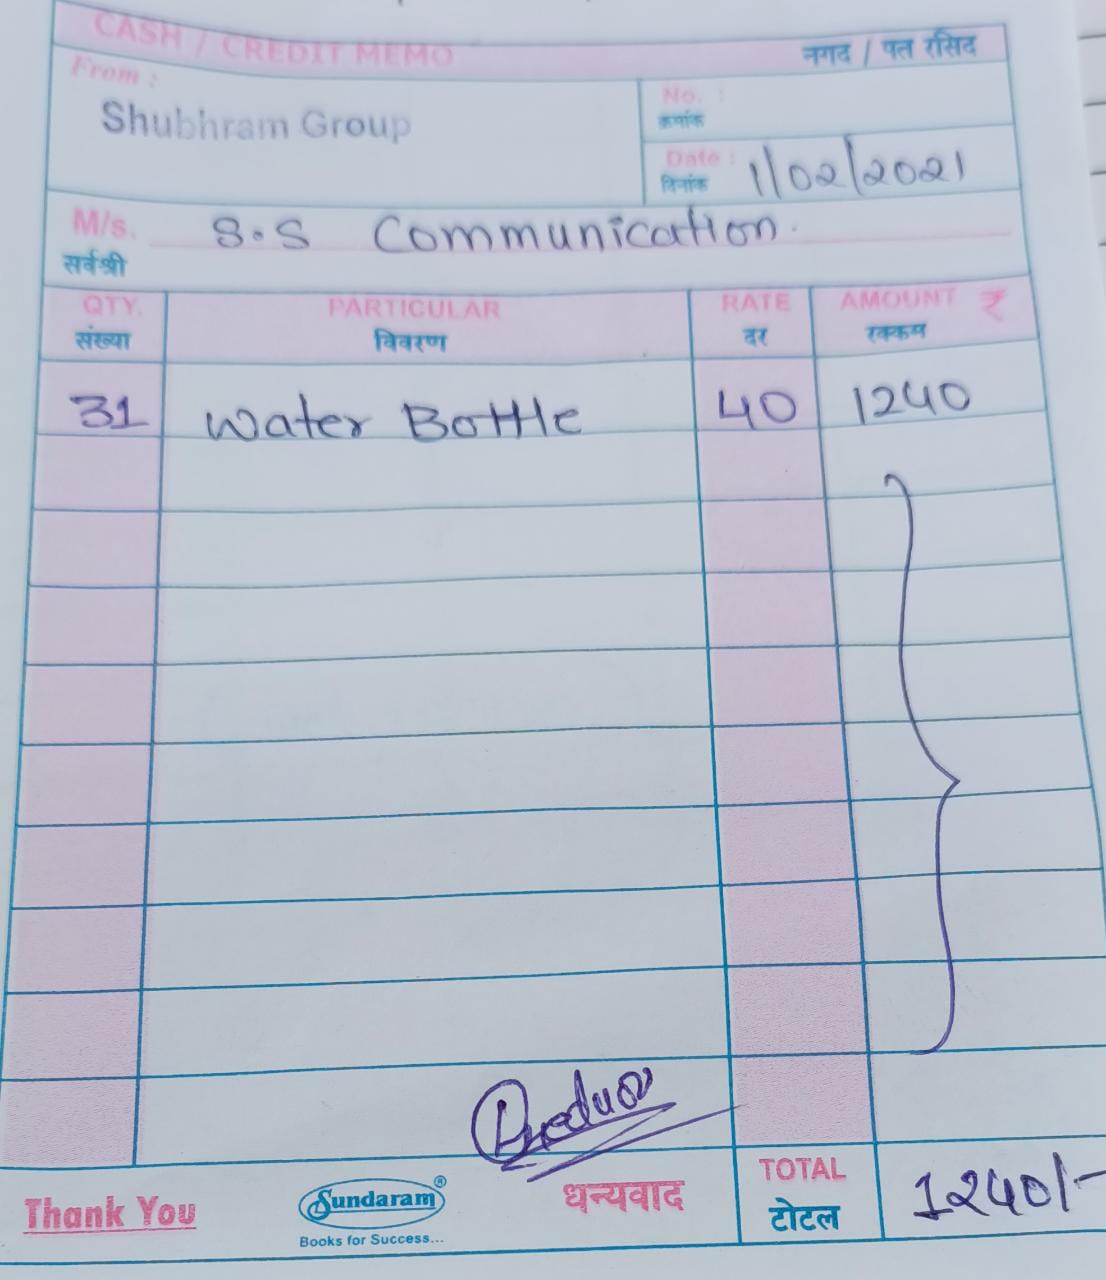 CASH / CREDIT MEMO नगद / पत रसिद
From :
Shubhram Group
No. :
क्रमांक
Date : 1/02/2021
दिनांक
M/s. S.S Communication.
सर्वश्री
QTY. PARTICULAR RATE AMOUNT ₹
संख्या विवरण दर रक्कम
31 Water Bottle 40 1240
TOTAL 1240/-
Thank You Sundaram® धन्यवाद टोटल
Books for Success...